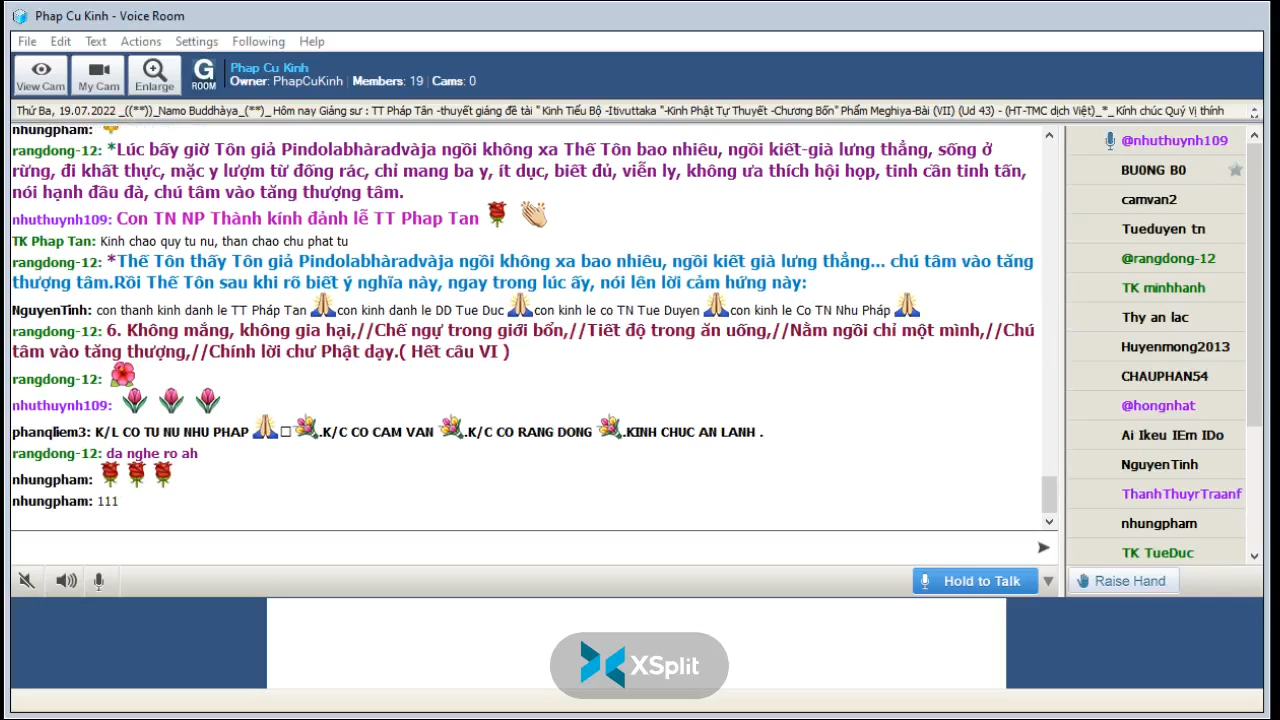 Phap Cu Kinh - Voice Room
File Edit Text Actions Settings Following Help
View Cam My Cam Enlarge G ROOM
Phap Cu Kinh
Owner: PhapCuKinh | Members: 19 | Cams: 0
Thứ Ba, 19.07.2022 _((**))_Namo Buddhàya_(**)_ Hôm nay Giảng sư : TT Pháp Tân -thuyết giảng đề tài " Kinh Tiểu Bộ -Itivuttaka "-Kinh Phật Tự Thuyết -Chương Bốn" Phẩm Meghiya-Bài (VII) (Ud 43) - (HT-TMC dịch Việt)_*_ Kính chúc Quý Vị thính
nhungpham:
rangdong-12: *Lúc bấy giờ Tôn giả Pindolabhàradvàja ngồi không xa Thế Tôn bao nhiêu, ngồi kiết-già lưng thẳng, sống ở
rừng, đi khất thực, mặc y lượm từ đống rác, chỉ mang ba y, ít dục, biết đủ, viễn ly, không ưa thích hội họp, tinh cần tinh tấn,
nói hạnh đầu đà, chú tâm vào tăng thượng tâm.
nhuthuynh109: Con TN NP Thành kính đảnh lễ TT Phap Tan
TK Phap Tan: Kinh chao quy tu nu, than chao chu phat tu
rangdong-12: *Thế Tôn thấy Tôn giả Pindolabhàradvàja ngồi không xa bao nhiêu, ngồi kiết già lưng thẳng... chú tâm vào tăng
thượng tâm.Rồi Thế Tôn sau khi rõ biết ý nghĩa này, ngay trong lúc ấy, nói lên lời cảm hứng này:
NguyenTinh: con thanh kinh danh le TT Pháp Tan con kinh danh le DD Tue Duc con kinh le co TN Tue Duyen con kinh le Co TN Nhu Pháp
rangdong-12: 6. Không mắng, không gia hại,//Chế ngự trong giới bổn,//Tiết độ trong ăn uống,//Nằm ngồi chỉ một mình,//Chú
tâm vào tăng thượng,//Chính lời chư Phật dạy.( Hết câu VI )
rangdong-12:
nhuthuynh109:
phanqliem3: K/L CO TU NU NHU PHAP □ .K/C CO CAM VAN .K/C CO RANG DONG .KINH CHUC AN LANH .
rangdong-12: da nghe ro ah
nhungpham:
nhungpham: 111
@nhuthuynh109
BU0NG B0
camvan2
Tueduyen tn
@rangdong-12
TK minhhanh
Thy an lac
Huyenmong2013
CHAUPHAN54
@hongnhat
Ai Ikeu IEm IDo
NguyenTinh
ThanhThuyrTraanf
nhungpham
TK TueDuc
Hold to Talk
Raise Hand
XSplit